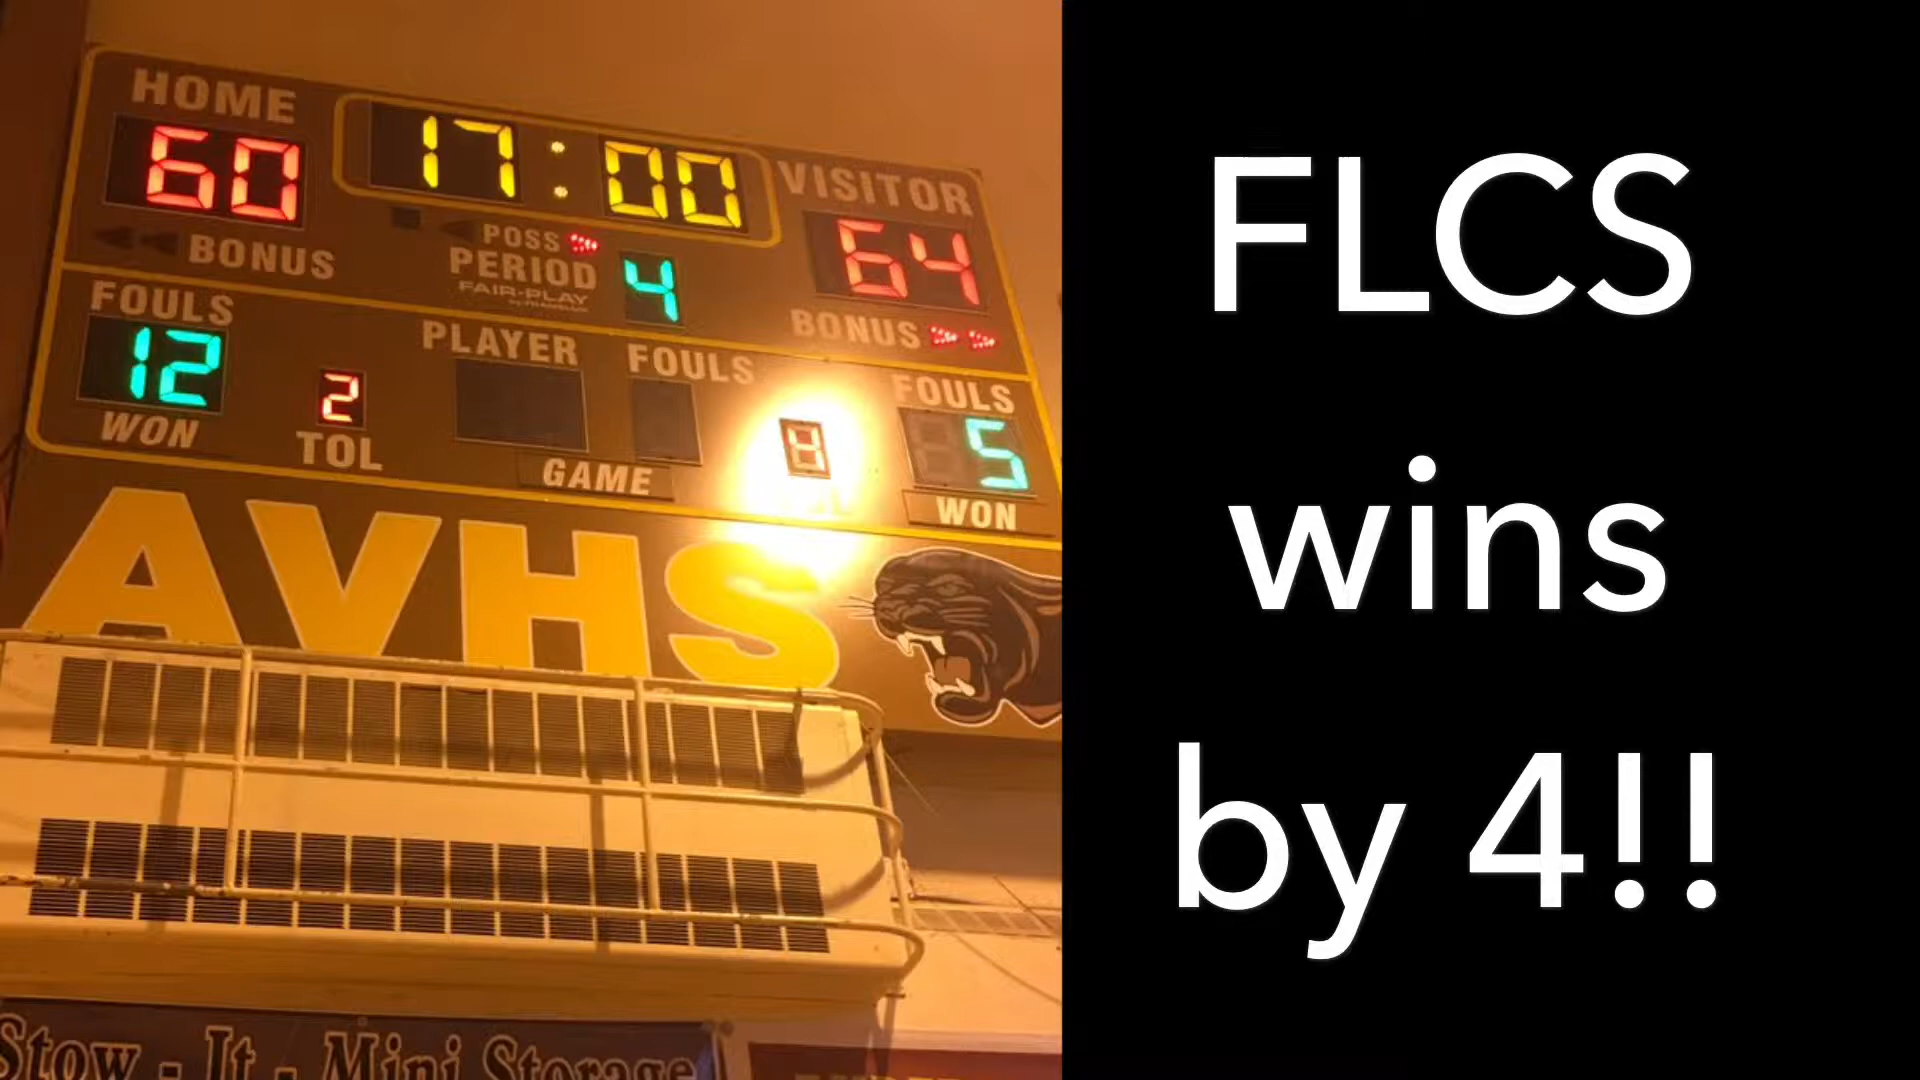 HOME
17:00
60
VISITOR
64
BONUS
POSS
PERIOD
4
FAIR-PLAY
BONUS
FOULS
12
WON
2
TOL
PLAYER
FOULS
GAME
FOULS
5
WON
AVHS
Stow - It - Mini Storage
FLCS
wins
by 4!!